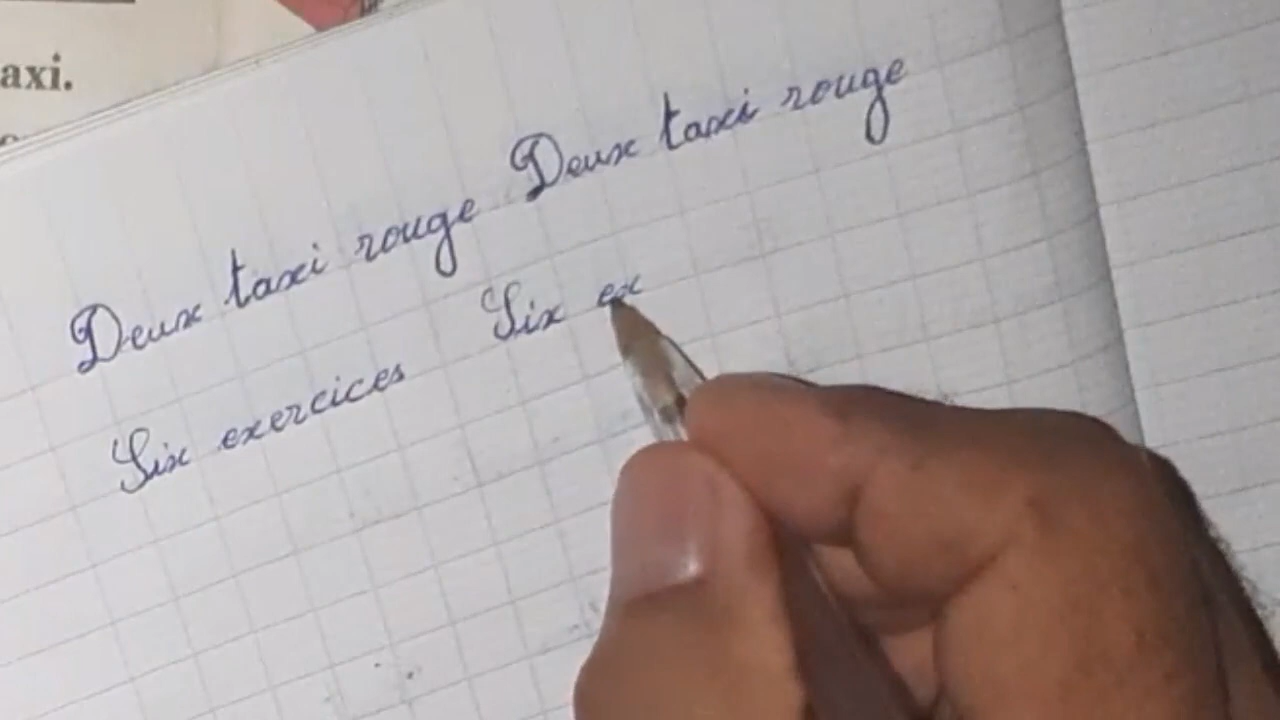 axi.
Deux taxi rouge Deux taxi rouge
Six exercices Six ex